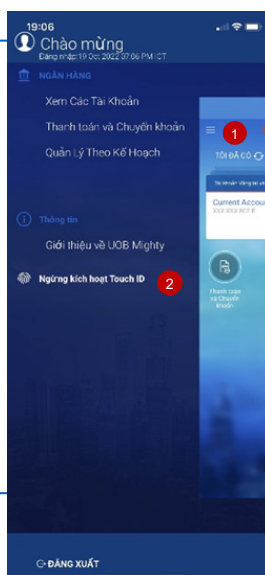 19:06
Chào mừng
Đăng nhập:19 Oct 2022 07:06 PM ICT
NGÂN HÀNG
Xem Các Tài Khoản
Thanh toán và Chuyển khoản
Quản Lý Theo Kế Hoạch
1
TÔI ĐÃ CÓ
Current Accou
Thanh toán
và Chuyển
khoản
Thông tin
Giới thiệu về UOB Mighty
Ngừng kích hoạt Touch ID
2
ĐĂNG XUẤT